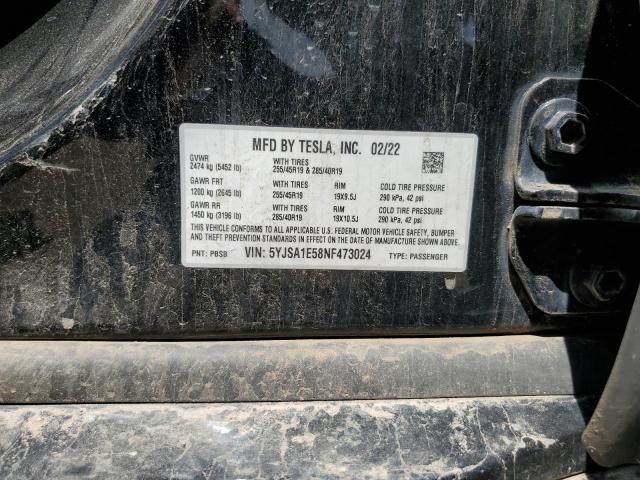 MFD BY TESLA, INC. 02/22
GVWR WITH TIRES
2474 kg (5452 lb) 255/45R19 & 285/40R19
GAWR FRT WITH TIRES RIM COLD TIRE PRESSURE
1200 kg (2645 lb) 255/45R19 19X9.5J 290 kPa, 42 psi
GAWR RR WITH TIRES RIM COLD TIRE PRESSURE
1450 kg (3196 lb) 285/40R19 19X10.5J 290 kPa, 42 psi
THIS VEHICLE CONFORMS TO ALL APPLICABLE U.S. FEDERAL MOTOR VEHICLE SAFETY, BUMPER
AND THEFT PREVENTION STANDARDS IN EFFECT ON THE DATE OF MANUFACTURE SHOWN ABOVE.
PNT: PBSB VIN: 5YJSA1E58NF473024 TYPE: PASSENGER